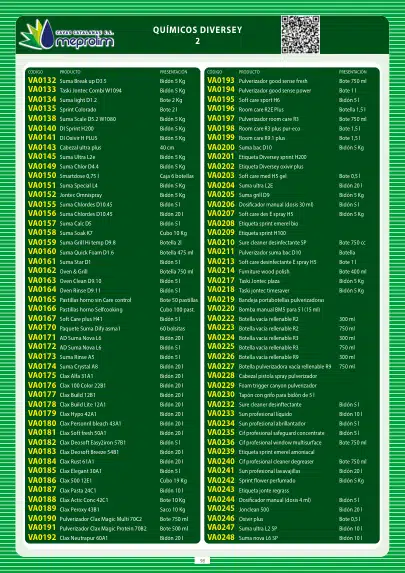 QUÍMICOS DIVERSEY
2
meprolim
CÓDIGO PRODUCTO PRESENTACIÓN
VA0132 Suma Break up D3.5 Bidón 5 Kg
VA0133 Taski Jontec Combi W1094 Bidón 5 Kg
VA0134 Suma light D1.2 Bote 2 Kg
VA0135 Sprint Colorado Bote 2 l
VA0138 Suma Scale D5.2 W1080 Bidón 5 Kg
VA0140 DI Sprint H200 Bidón 5 Kg
VA0141 DI Oxivir H PLUS Bidón 5 Kg
VA0143 Cabezal ultra plus 40 cm
VA0145 Suma Ultra L2e Bidón 5 Kg
VA0149 Suma Chlor D4.4 Bidón 5 Kg
VA0150 Smartdose 0,75 l Caja 6 botellas
VA0151 Suma Special L4 Bidón 5 Kg
VA0152 Jontec Omnispray Bidón 5 Kg
VA0155 Suma Chlordes D10.45 Bidón 5 l
VA0156 Suma Chlordes D10.45 Bidón 20 l
VA0157 Suma Calc D5 Bidón 5 l
VA0158 Suma Soak K7 Cubo 10 Kg
VA0159 Suma Grill Hi temp D9.8 Botella 2l
VA0160 Suma Quick Foam D1.6 Botella 475 ml
VA0161 Suma Star D1 Bidón 5 l
VA0162 Oven & Grill Botella 750 ml
VA0163 Oven Clean D9.10 Bidón 5 l
VA0164 Oven Rinse D9.11 Bidón 5 l
VA0165 Pastillas horno sin Care control Bote 50 pastillas
VA0166 Pastillas horno Selfcooking Cubo 100 past.
VA0167 Soft Care plus H41 Bidón 5 l
VA0170 Paquete Suma Dify asma l 60 bolsitas
VA0171 AD Suma Nova L6 Bidón 20 l
VA0172 AD Suma Nova L6 Bidón 5 l
VA0173 Suma Rinse A5 Bidón 5 l
VA0174 Suma Crystal A8 Bidón 20 l
VA0175 Clax Alfa 51A1 Bidón 20 l
VA0176 Clax 100 Color 22B1 Bidón 20 l
VA0177 Clax Build 12B1 Bidón 20 l
VA0178 Clax Build Lite 12A1 Bidón 20 l
VA0179 Clax Hypo 42A1 Bidón 20 l
VA0180 Clax Personril bleach 43A1 Bidón 20 l
VA0181 Clax Soft fresh 50A1 Bidón 20 l
VA0182 Clax Deosoft EasyZiron 57B1 Bidón 5 l
VA0183 Clax Deosoft Breeze 54B1 Bidón 20 l
VA0184 Clax Rust 61A1 Bidón 20 l
VA0185 Clax Elegant 30A1 Bidón 5 l
VA0186 Clax 500 12E1 Cubo 19 Kg
VA0187 Clax Pasta 24C1 Bidón 10 l
VA0188 Clax Actic Conc 42C1 Bote 10 Kg
VA0189 Clax Peroxy 43B1 Saco 10 Kg
VA0190 Pulverizador Clax Magic Multi 70C2 Bote 750 ml
VA0191 Pulverizador Clax Magic Protein 70B2 Bote 500 ml
VA0192 Clax Neutrapur 60A1 Bidón 20 l
CÓDIGO PRODUCTO PRESENTACIÓN
VA0193 Pulverizador good sense fresh Bote 750 ml
VA0194 Pulverizador good sense power Bote 1 l
VA0195 Soft care sport H6 Bidón 5 l
VA0196 Room care R2E Plus Botella 1,5 l
VA0197 Pulverizador room care R3 Bote 750 ml
VA0198 Room care R3 plus pur-eco Bote 1,5 l
VA0199 Room care R9.1 plus Bote 1,5 l
VA0200 Suma bac D10 Bidón 5 Kg
VA0201 Etiqueta Diversey sprint H200
VA0202 Etiqueta Diversey oxivir plus
VA0203 Soft care med H5 gel Bote 0,5 l
VA0204 Suma ultra L2E Bidón 20 l
VA0205 Suma grill D9 Bidón 5 Kg
VA0206 Dosificador manual (dosis 30 ml) Bidón 5 l
VA0207 Soft care des E spray H5 Bidón 5 Kg
VA0208 Etiqueta sprint emerel bio
VA0209 Etiqueta sprint H100
VA0210 Sure cleaner desinfectante SP Bote 750 cc
VA0211 Pulverizador suma bac D10 Botella
VA0213 Soft care desinfectante E spray H5 Bote 1 l
VA0214 Furniture wood polish Bote 400 ml
VA0217 Taski Jontec plaza Bidón 5 Kg
VA0218 Taski jontec timesaver Bidón 5 Kg
VA0219 Bandeja portabotellas pulverizadoras
VA0220 Bomba manual BM5 para 5 l (15 ml)
VA0222 Botella vacía rellenable R2 300 ml
VA0223 Botella vacía rellenable R2 750 ml
VA0224 Botella vacía rellenable R3 300 ml
VA0225 Botella vacía rellenable R3 750 ml
VA0226 Botella vacía rellenable R9 300 ml
VA0227 Botella pulverizadora vacía rellenable R9 750 ml
VA0228 Cabezal pistola spray pulverizador
VA0229 Foam trigger canyon pulverizador
VA0230 Tapón con grifo para bidón de 5 l
VA0232 Sure cleaner desinfectante Bidón 5 l
VA0233 Sun profesional líquido Bidón 10 l
VA0234 Sun profesional abrillantador Bidón 5 l
VA0235 Cif profesional safeguard concentrate Bidón 5 l
VA0236 Cif profesional window multisurface Bote 750 ml
VA0239 Etiqueta sprint emerel amoniacal
VA0240 Cif profesional cleaner degreaser Bote 750 ml
VA0241 Sun profesional lavavajillas Bidón 20 l
VA0242 Sprint flower perfumado Bidón 5 Kg
VA0243 Etiqueta jonte regrass
VA0244 Dosificador manual (dosis 4 ml) Bidón 5 l
VA0245 Jonclean 500 Bidón 20 l
VA0246 Oxivir plus Bote 0,5 l
VA0247 Suma ultra L2 SP Bidón 10 l
VA0248 Suma nova L6 SP Bidón 10 l